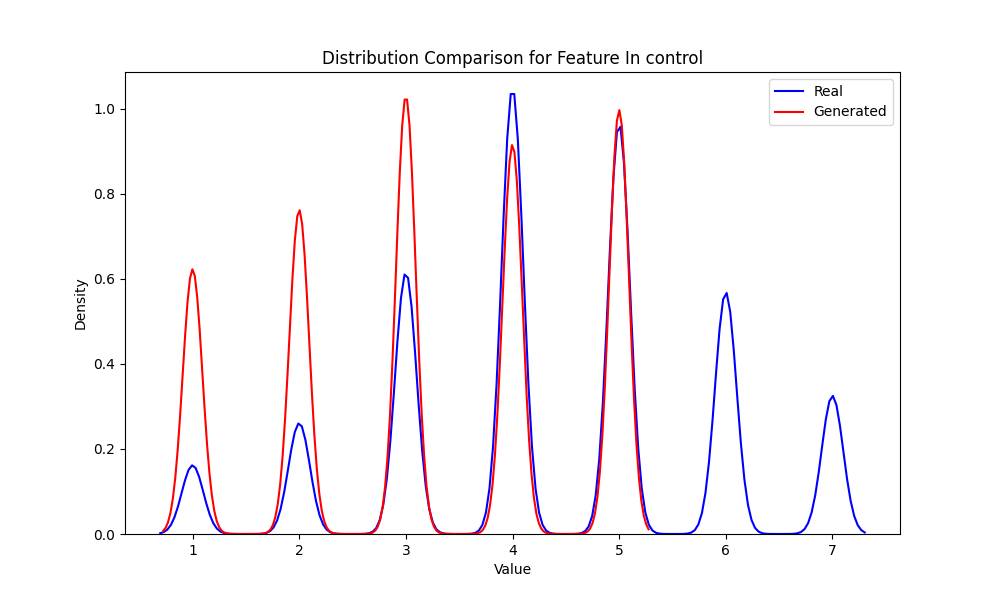 Distribution Comparison for Feature In control
Real
Generated
Density
1.0
0.8
0.6
0.4
0.2
0.0
1 2 3 4 5 6 7
Value